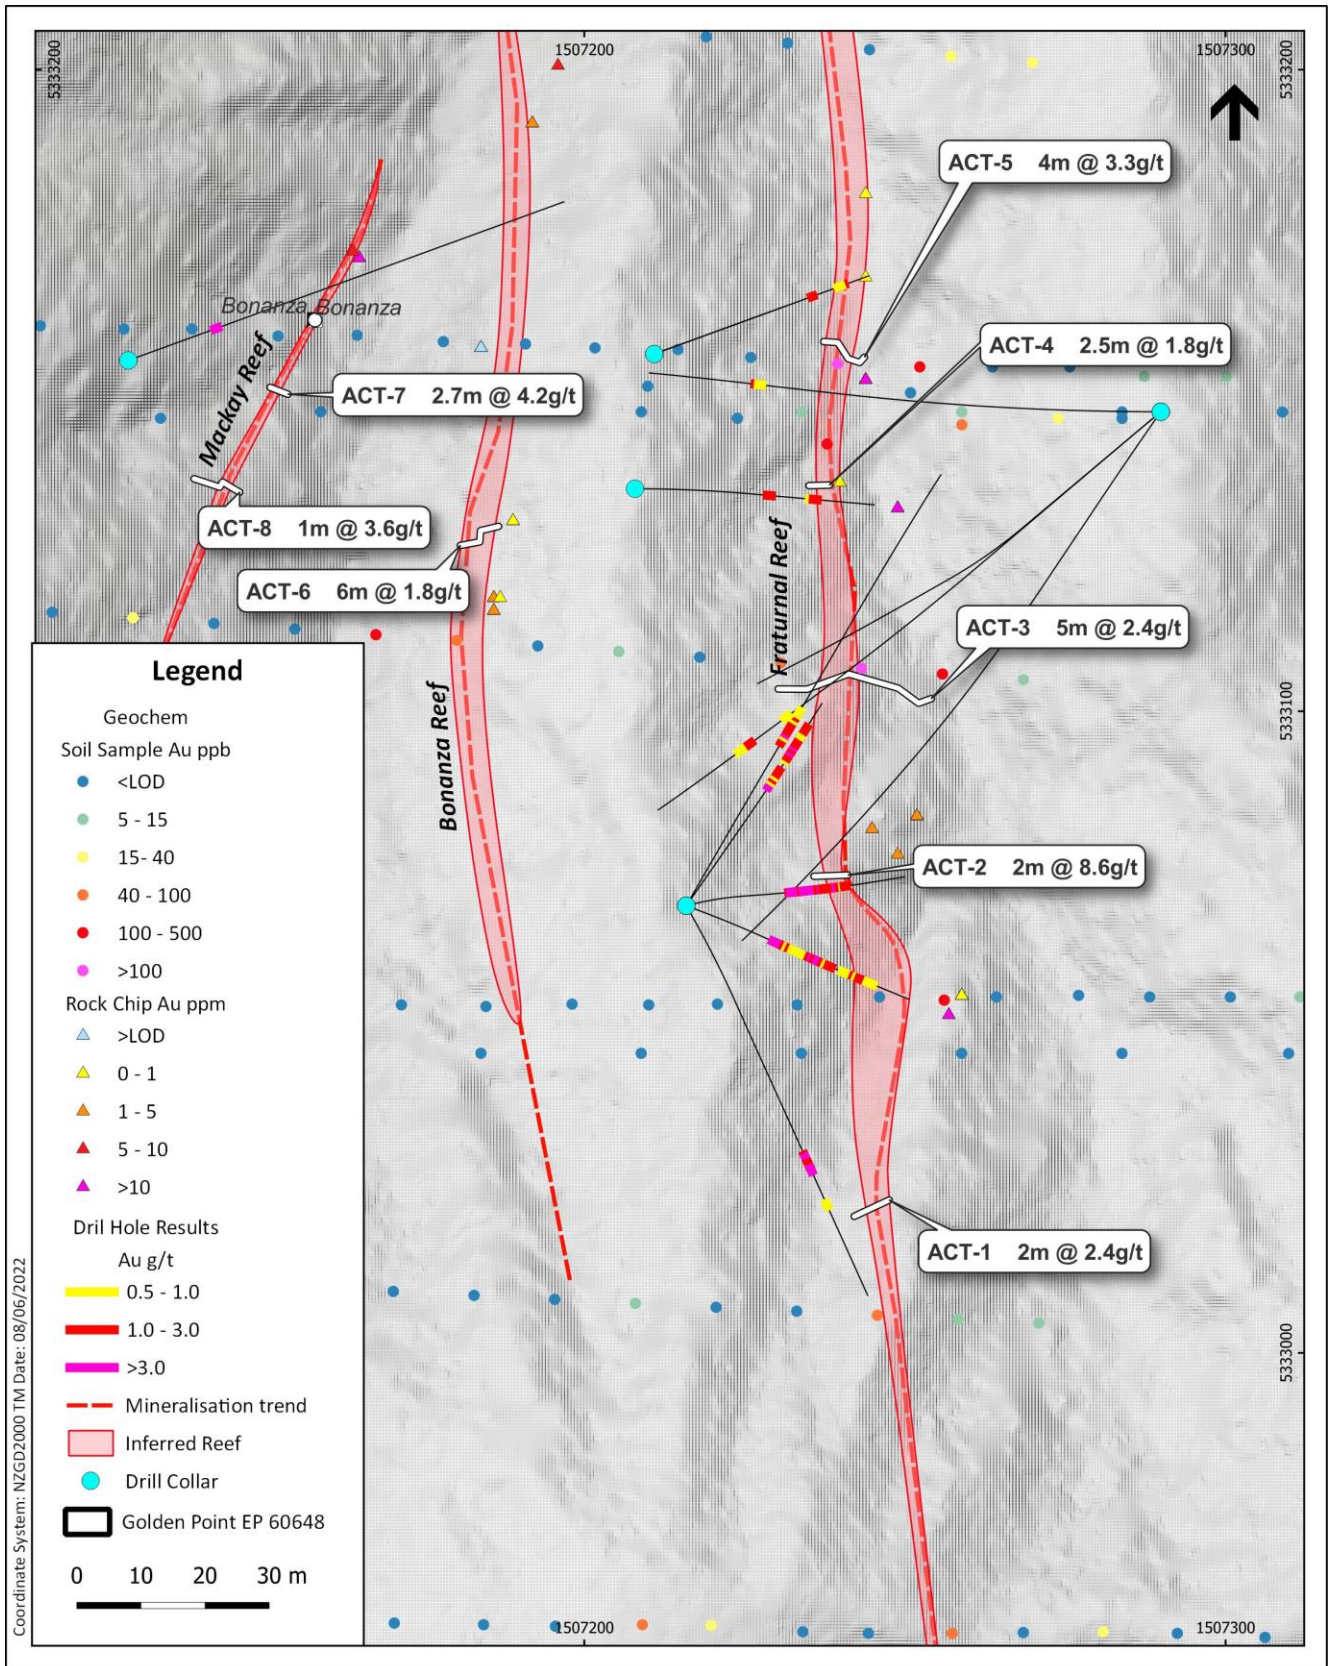 1507200
1507300
5333200
5333200
ACT-5 4m @ 3.3g/t
Bonanza Bonanza
ACT-4 2.5m @ 1.8g/t
Mackay Reef
ACT-7 2.7m @ 4.2g/t
ACT-8 1m @ 3.6g/t
ACT-6 6m @ 1.8g/t
Fraturnal Reef
ACT-3 5m @ 2.4g/t
5333100
Bonanza Reef
ACT-2 2m @ 8.6g/t
ACT-1 2m @ 2.4g/t
5333000
1507200
1507300
Legend
Geochem
Soil Sample Au ppb
<LOD
5 - 15
15- 40
40 - 100
100 - 500
>100
Rock Chip Au ppm
>LOD
0 - 1
1 - 5
5 - 10
>10
Dril Hole Results
Au g/t
0.5 - 1.0
1.0 - 3.0
>3.0
Mineralisation trend
Inferred Reef
Drill Collar
Golden Point EP 60648
0 10 20 30 m
Coordinate System: NZGD2000 TM Date: 08/06/2022